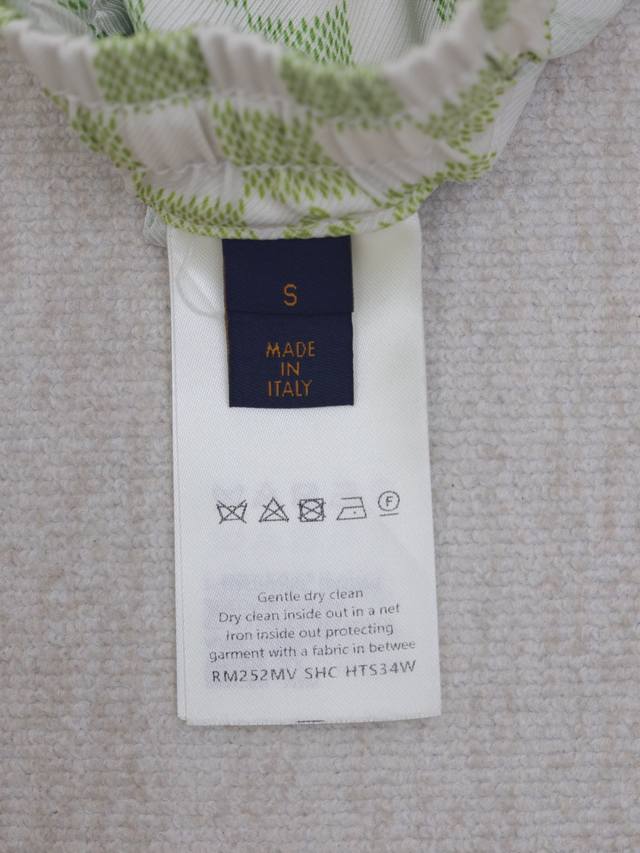 S
MADE
IN
ITALY
F
Gentle dry clean
Dry clean inside out in a net
Iron inside out protecting
garment with a fabric in betwee
RM252MV SHC HTS34W